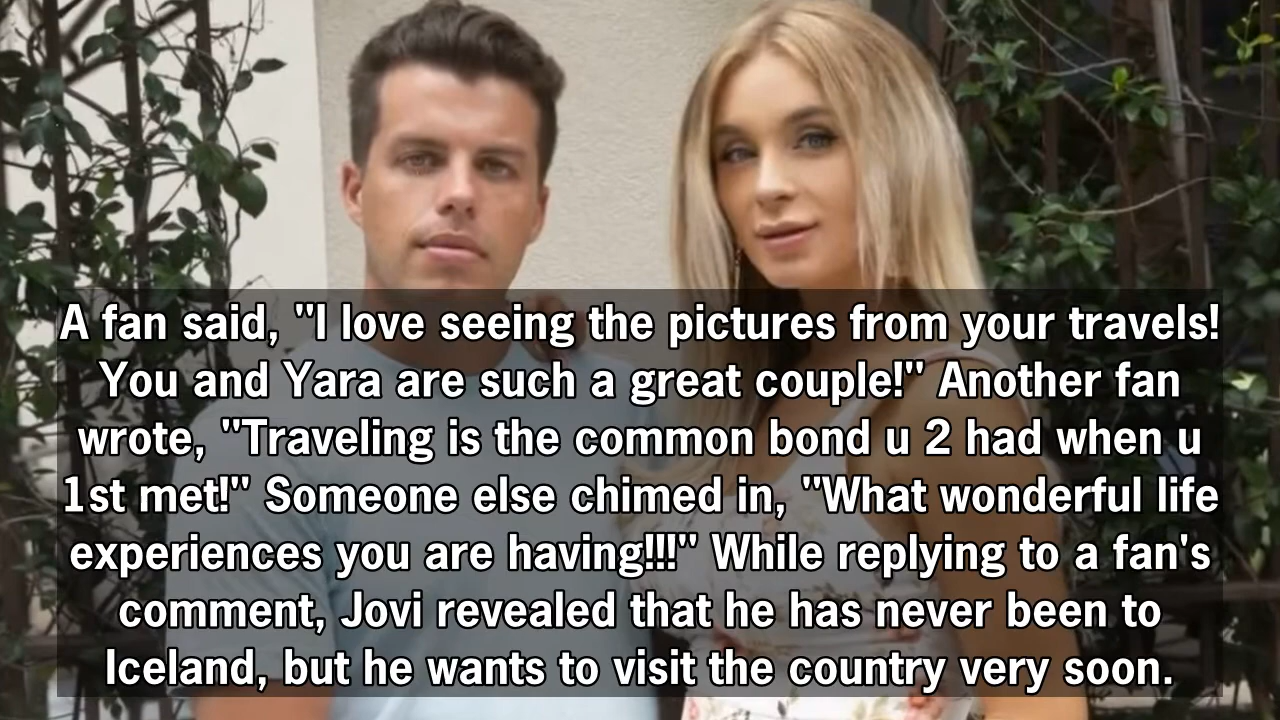 A fan said, "I love seeing the pictures from your travels!
You and Yara are such a great couple!" Another fan
wrote, "Traveling is the common bond u 2 had when u
1st met!" Someone else chimed in, "What wonderful life
experiences you are having!!!" While replying to a fan's
comment, Jovi revealed that he has never been to
Iceland, but he wants to visit the country very soon.